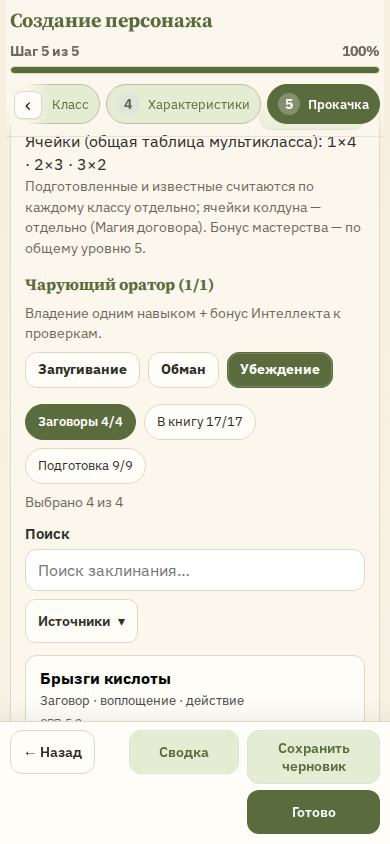 Создание персонажа
Шаг 5 из 5 100%
‹ Класс 4 Характеристики 5 Прокачка
Ячейки (общая таблица мультикласса): 1×4
· 2×3 · 3×2
Подготовленные и известные считаются по
каждому классу отдельно; ячейки колдуна —
отдельно (Магия договора). Бонус мастерства — по
общему уровню 5.
Чарующий оратор (1/1)
Владение одним навыком + бонус Интеллекта к
проверкам.
Запугивание Обман Убеждение
Заговоры 4/4 В книгу 17/17
Подготовка 9/9
Выбрано 4 из 4
Поиск
Поиск заклинания…
Источники ▾
Брызги кислоты
Заговор · воплощение · действие
← Назад Сводка Сохранить
черновик
Готово